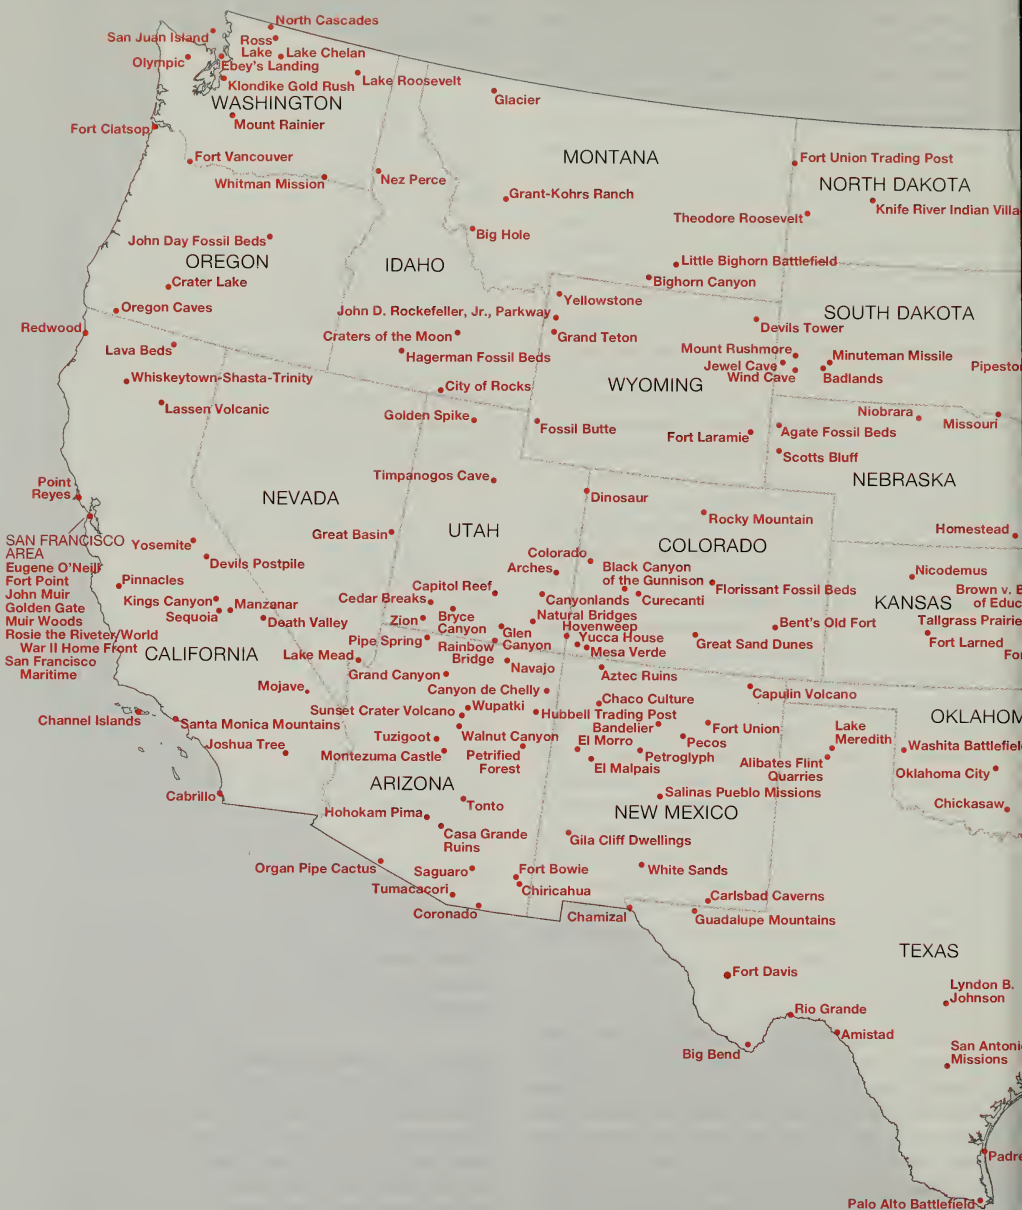 North Cascades
San Juan Island
Ross
Lake
Lake Chelan
Olympic
Ebey's Landing
Lake Roosevelt
Klondike Gold Rush
Glacier
WASHINGTON
Mount Rainier
Fort Clatsop
Fort Vancouver
MONTANA
Fort Union Trading Post
Whitman Mission
Nez Perce
NORTH DAKOTA
Grant-Kohrs Ranch
Theodore Roosevelt
Knife River Indian Villa
Big Hole
John Day Fossil Beds
OREGON
IDAHO
Little Bighorn Battlefield
Crater Lake
Bighorn Canyon
Yellowstone
Oregon Caves
John D. Rockefeller, Jr., Parkway
SOUTH DAKOTA
Redwood
Craters of the Moon
Grand Teton
Devils Tower
Lava Beds
Hagerman Fossil Beds
Mount Rushmore
Minuteman Missile
Jewel Cave
Pipesto
Whiskeytown-Shasta-Trinity
City of Rocks
WYOMING
Wind Cave
Badlands
Lassen Volcanic
Golden Spike
Fossil Butte
Fort Laramie
Agate Fossil Beds
Niobrara
Missouri
Scotts Bluff
Timpanogos Cave
NEBRASKA
Point
Reyes
NEVADA
Dinosaur
Rocky Mountain
Great Basin
UTAH
Homestead
SAN FRANCISCO
AREA
Eugene O'Neill
Fort Point
John Muir
Golden Gate
Muir Woods
Rosie the Riveter/World
War II Home Front
San Francisco
Maritime
Yosemite
Devils Postpile
Colorado
COLORADO
Arches
Black Canyon
of the Gunnison
Nicodemus
Pinnacles
Capitol Reef
Florissant Fossil Beds
Brown v. B
of Educ
Kings Canyon
Manzanar
Cedar Breaks
Canyonlands
Curecanti
KANSAS
Sequoia
Death Valley
Zion
Bryce
Canyon
Natural Bridges
Hovenweep
Bent's Old Fort
Tallgrass Prairie
Pipe Spring
Rainbow
Bridge
Glen
Canyon
Yucca House
Mesa Verde
Great Sand Dunes
Fort Larned
Fo
CALIFORNIA
Lake Mead
Navajo
Grand Canyon
Aztec Ruins
Mojave
Canyon de Chelly
Chaco Culture
Capulin Volcano
Channel Islands
Santa Monica Mountains
Sunset Crater Volcano
Wupatki
Hubbell Trading Post
Bandelier
Fort Union
OKLAHOM
Lake
Meredith
Joshua Tree
Tuzigoot
Walnut Canyon
El Morro
Pecos
Washita Battlefiel
Montezuma Castle
Petrified
Forest
Petroglyph
El Malpais
Alibates Flint
Quarries
Oklahoma City
ARIZONA
Cabrillo
Salinas Pueblo Missions
Tonto
Chickasaw
Hohokam Pima
NEW MEXICO
Casa Grande
Ruins
Gila Cliff Dwellings
Organ Pipe Cactus
Saguaro
Fort Bowie
White Sands
Tumacacori
Chiricahua
Carlsbad Caverns
Coronado
Chamizal
Guadalupe Mountains
TEXAS
Fort Davis
Lyndon B.
Johnson
Rio Grande
Amistad
Big Bend
San Antoni
Missions
Padre
Palo Alto Battlefield